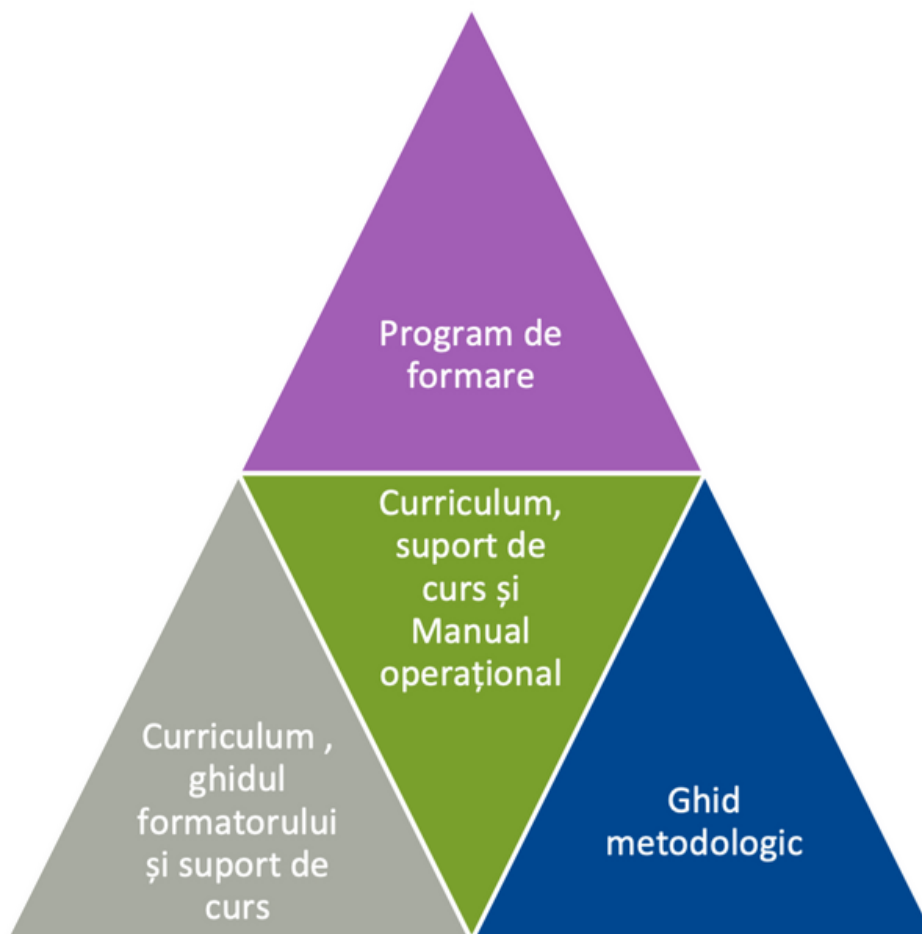 Program de
formare
Curriculum,
suport de
curs și
Manual
operațional
Curriculum ,
ghidul
formatorului
și suport de
curs
Ghid
metodologic